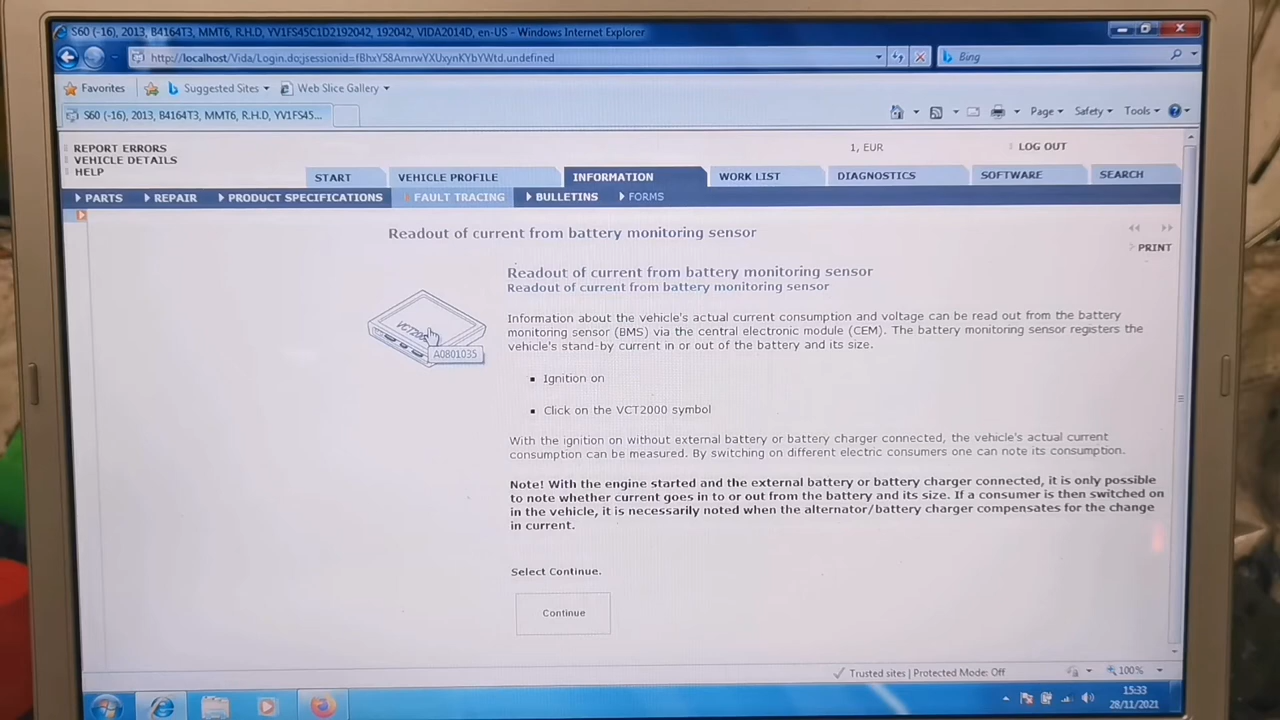 S60 (-16), 2013, B4164T3, MMT6, R.H.D, YV1FS45C1D2192042, 192042, VIDA2014D, en-US - Windows Internet Explorer
Bing
Favorites
Suggested Sites
Web Slice Gallery
S60 (-16), 2013, B4164T3, MMT6, R.H.D, YV1FS45...
Page
Safety
Tools
REPORT ERRORS
VEHICLE DETAILS
HELP
1, EUR
LOG OUT
START
VEHICLE PROFILE
INFORMATION
WORK LIST
DIAGNOSTICS
SOFTWARE
SEARCH
PARTS
REPAIR
PRODUCT SPECIFICATIONS
FAULT TRACING
BULLETINS
FORMS
Readout of current from battery monitoring sensor
PRINT
Readout of current from battery monitoring sensor
Readout of current from battery monitoring sensor
Information about the vehicle's actual current consumption and voltage can be read out from the battery
monitoring sensor (BMS) via the central electronic module (CEM). The battery monitoring sensor registers the
vehicle's stand-by current in or out of the battery and its size.
A0801035
Ignition on
Click on the VCT2000 symbol
With the ignition on without external battery or battery charger connected, the vehicle's actual current
consumption can be measured. By switching on different electric consumers one can note its consumption.
Note! With the engine started and the external battery or battery charger connected, it is only possible
to note whether current goes in to or out from the battery and its size. If a consumer is then switched on
in the vehicle, it is necessarily noted when the alternator/battery charger compensates for the change
in current.
Select Continue.
Continue
Trusted sites | Protected Mode: Off
100%
15:33
28/11/2021